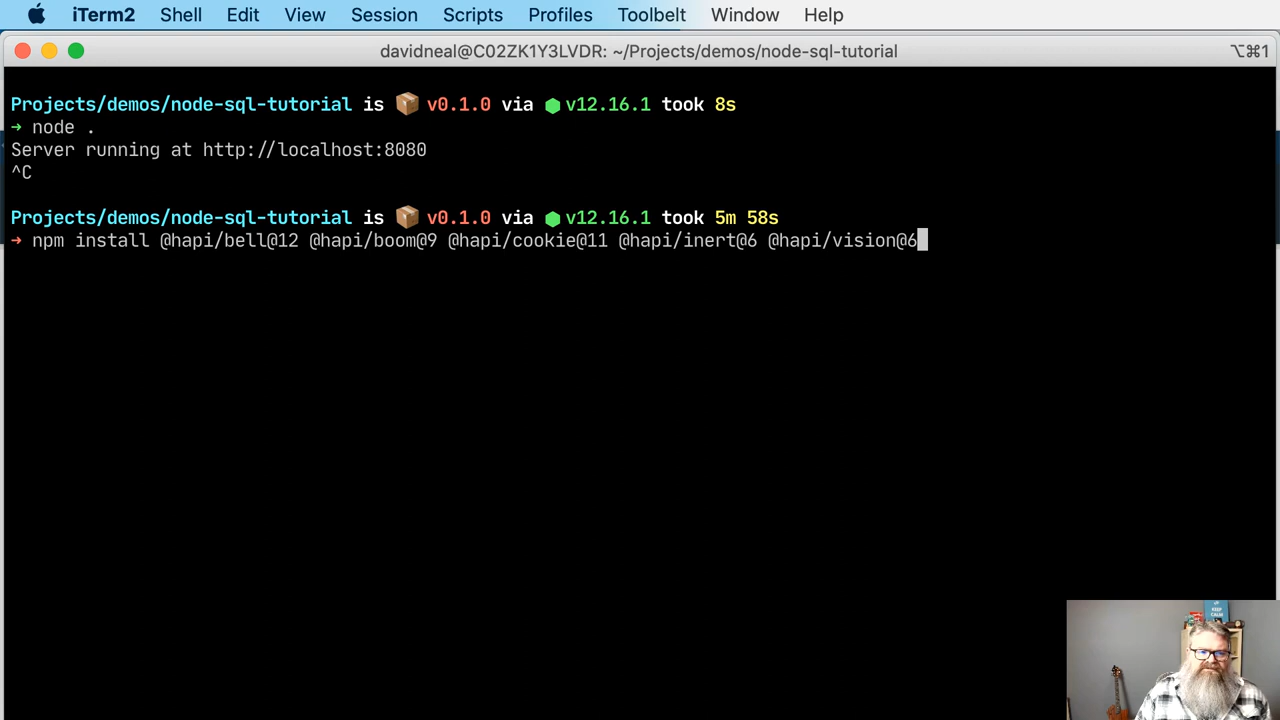 iTerm2 Shell Edit View Session Scripts Profiles Toolbelt Window Help
davidneal@C02ZK1Y3LVDR: ~/Projects/demos/node-sql-tutorial ⌥⌘1
Projects/demos/node-sql-tutorial is 📦 v0.1.0 via ⬢ v12.16.1 took 8s
➜ node .
Server running at http://localhost:8080
^C
Projects/demos/node-sql-tutorial is 📦 v0.1.0 via ⬢ v12.16.1 took 5m 58s
➜ npm install @hapi/bell@12 @hapi/boom@9 @hapi/cookie@11 @hapi/inert@6 @hapi/vision@6
KEEP
CALM